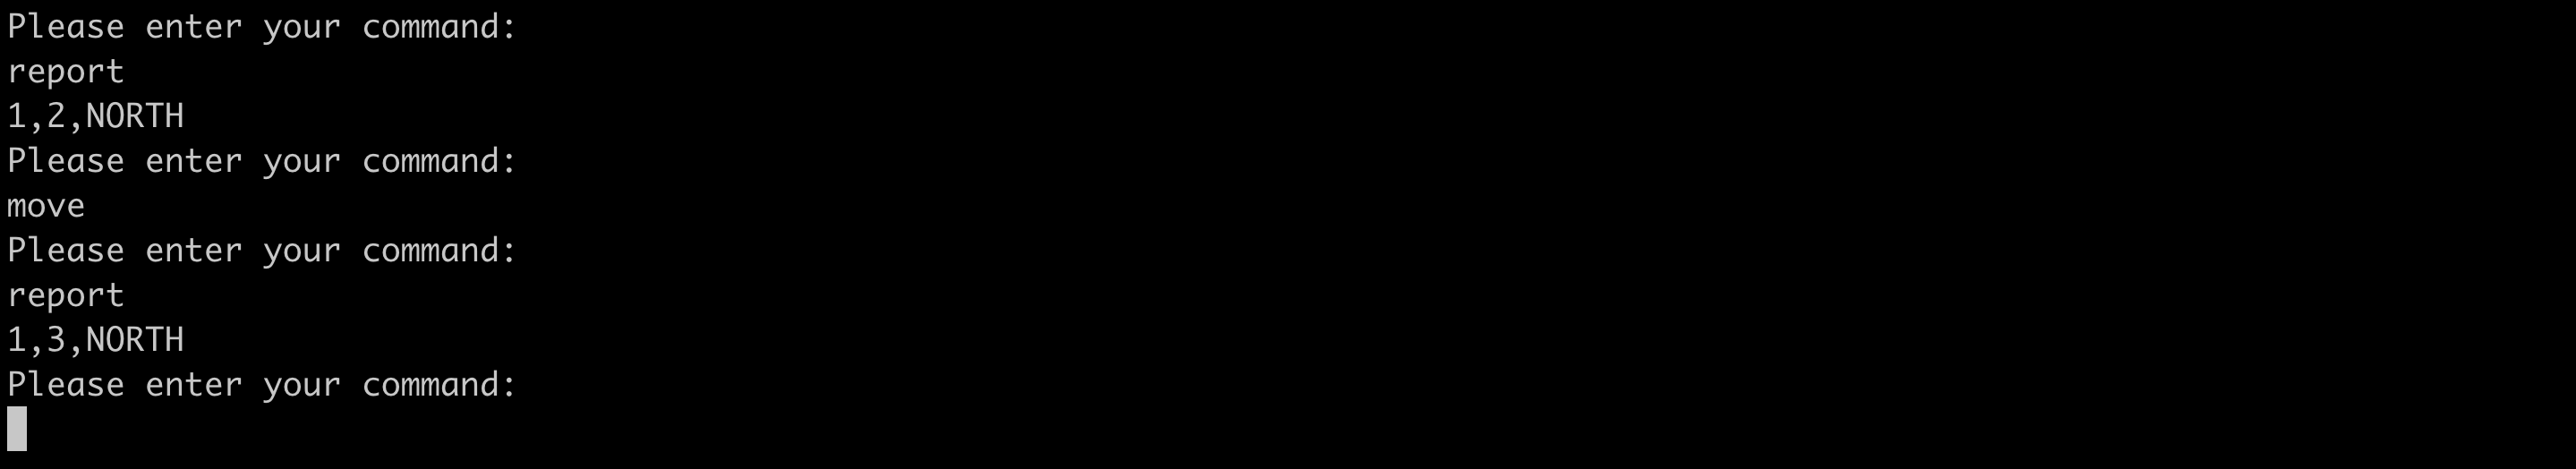 Please enter your command:
report
1,2,NORTH
Please enter your command:
move
Please enter your command:
report
1,3,NORTH
Please enter your command: